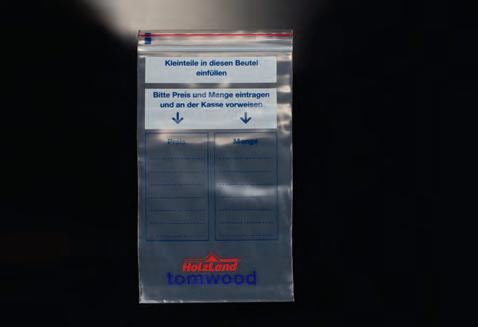 Kleinteile in diesen Beutel
einfüllen
Bitte Preis und Menge eintragen
und an der Kasse vorweisen
Preis Menge
HolzLand
tomwood